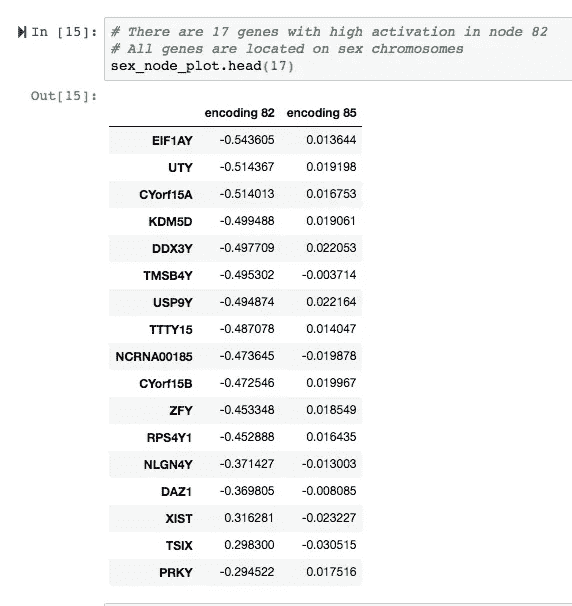 In [15]: # There are 17 genes with high activation in node 82
# All genes are located on sex chromosomes
sex_node_plot.head(17)
Out[15]:
encoding 82 encoding 85
EIF1AY -0.543605 0.013644
UTY -0.514367 0.019198
CYorf15A -0.514013 0.016753
KDM5D -0.499488 0.019061
DDX3Y -0.497709 0.022053
TMSB4Y -0.495302 -0.003714
USP9Y -0.494874 0.022164
TTTY15 -0.487078 0.014047
NCRNA00185 -0.473645 -0.019878
CYorf15B -0.472546 0.019967
ZFY -0.453348 0.018549
RPS4Y1 -0.452888 0.016435
NLGN4Y -0.371427 -0.013003
DAZ1 -0.369805 -0.008085
XIST 0.316281 -0.023227
TSIX 0.298300 -0.030515
PRKY -0.294522 0.017516